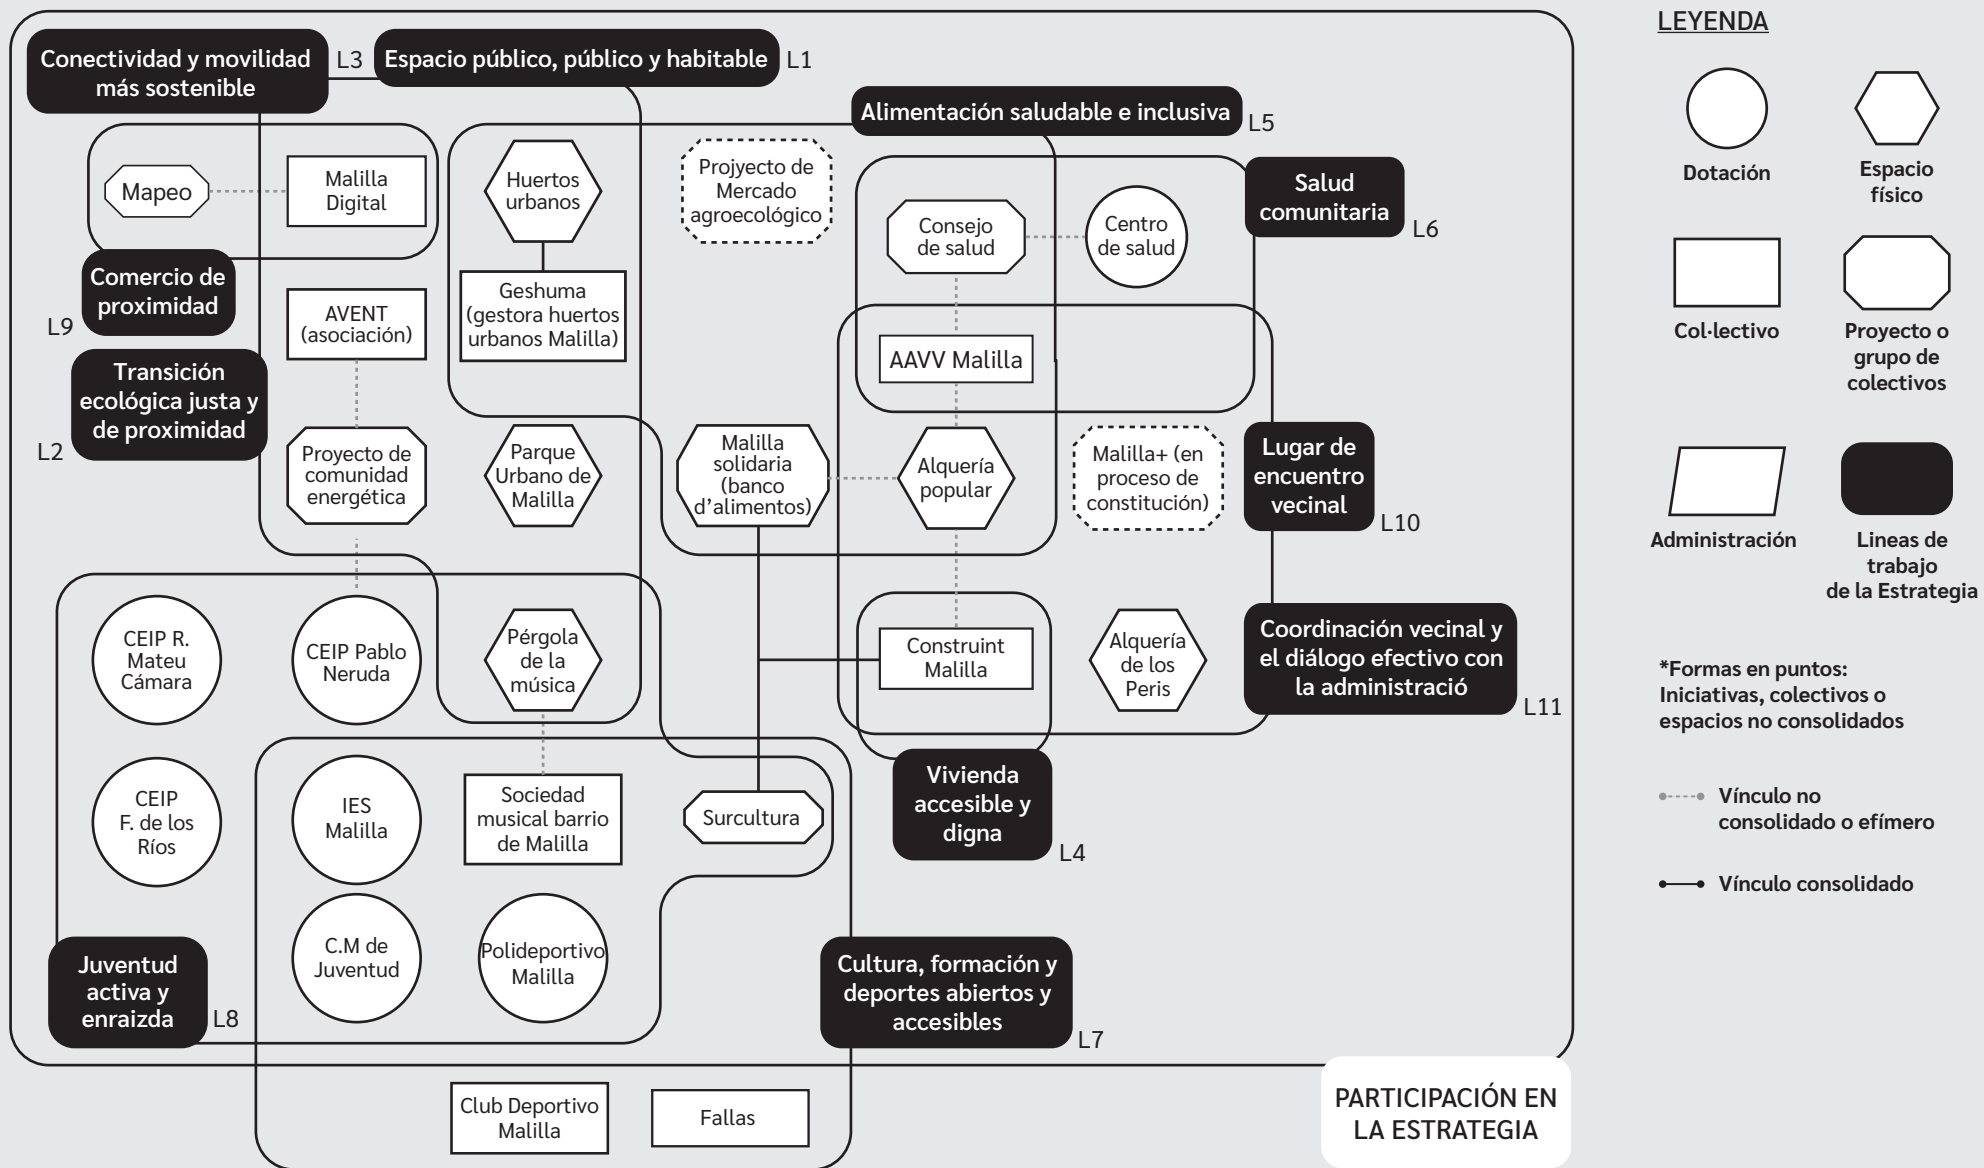 Conectividad y movilidad
más sostenible
L3
Espacio público, público y habitable
L1
Alimentación saludable e inclusiva
L5
Salud
comunitaria
L6
Mapeo
Malilla
Digital
Huertos
urbanos
Projyecto de
Mercado
agroecológico
Consejo
de salud
Centro
de salud
Comercio de
proximidad
L9
AVENT
(asociación)
Geshuma
(gestora huertos
urbanos Malilla)
AAVV Malilla
Transición
ecológica justa y
de proximidad
L2
Proyecto de
comunidad
energética
Parque
Urbano de
Malilla
Malilla
solidaria
(banco
d’alimentos)
Alquería
popular
Malilla+ (en
proceso de
constitución)
Lugar de
encuentro
vecinal
L10
CEIP R.
Mateu
Cámara
CEIP Pablo
Neruda
Pérgola
de la
música
Construint
Malilla
Alquería
de los
Peris
Coordinación vecinal y
el diálogo efectivo con
la administració
L11
CEIP
F. de los
Ríos
IES
Malilla
Sociedad
musical barrio
de Malilla
Surcultura
Vivienda
accesible y
digna
L4
Juventud
activa y
enraizda
L8
C.M de
Juventud
Polideportivo
Malilla
Cultura, formación y
deportes abiertos y
accesibles
L7
Club Deportivo
Malilla
Fallas
PARTICIPACIÓN EN
LA ESTRATEGIA
LEYENDA
Dotación
Espacio
físico
Col·lectivo
Proyecto o
grupo de
colectivos
Administración
Lineas de
trabajo
de la Estrategia
*Formas en puntos:
Iniciativas, colectivos o
espacios no consolidados
Vínculo no
consolidado o efímero
Vínculo consolidado